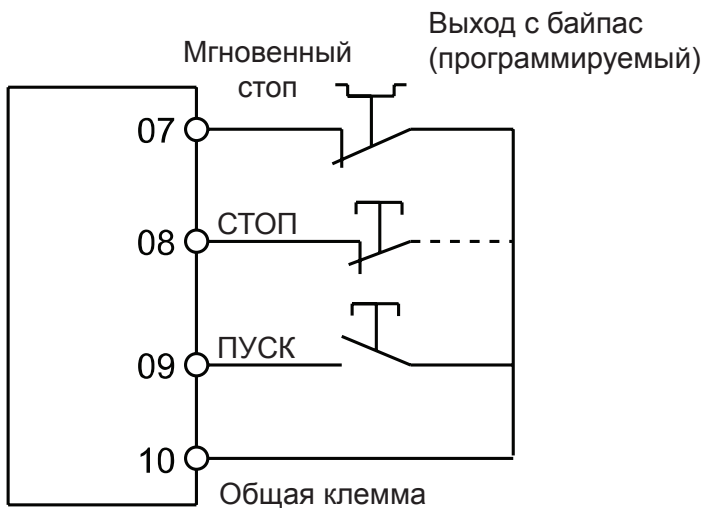 Выход с байпас
(программируемый)
Мгновенный
стоп
07
08 СТОП
09 ПУСК
10
Общая клемма